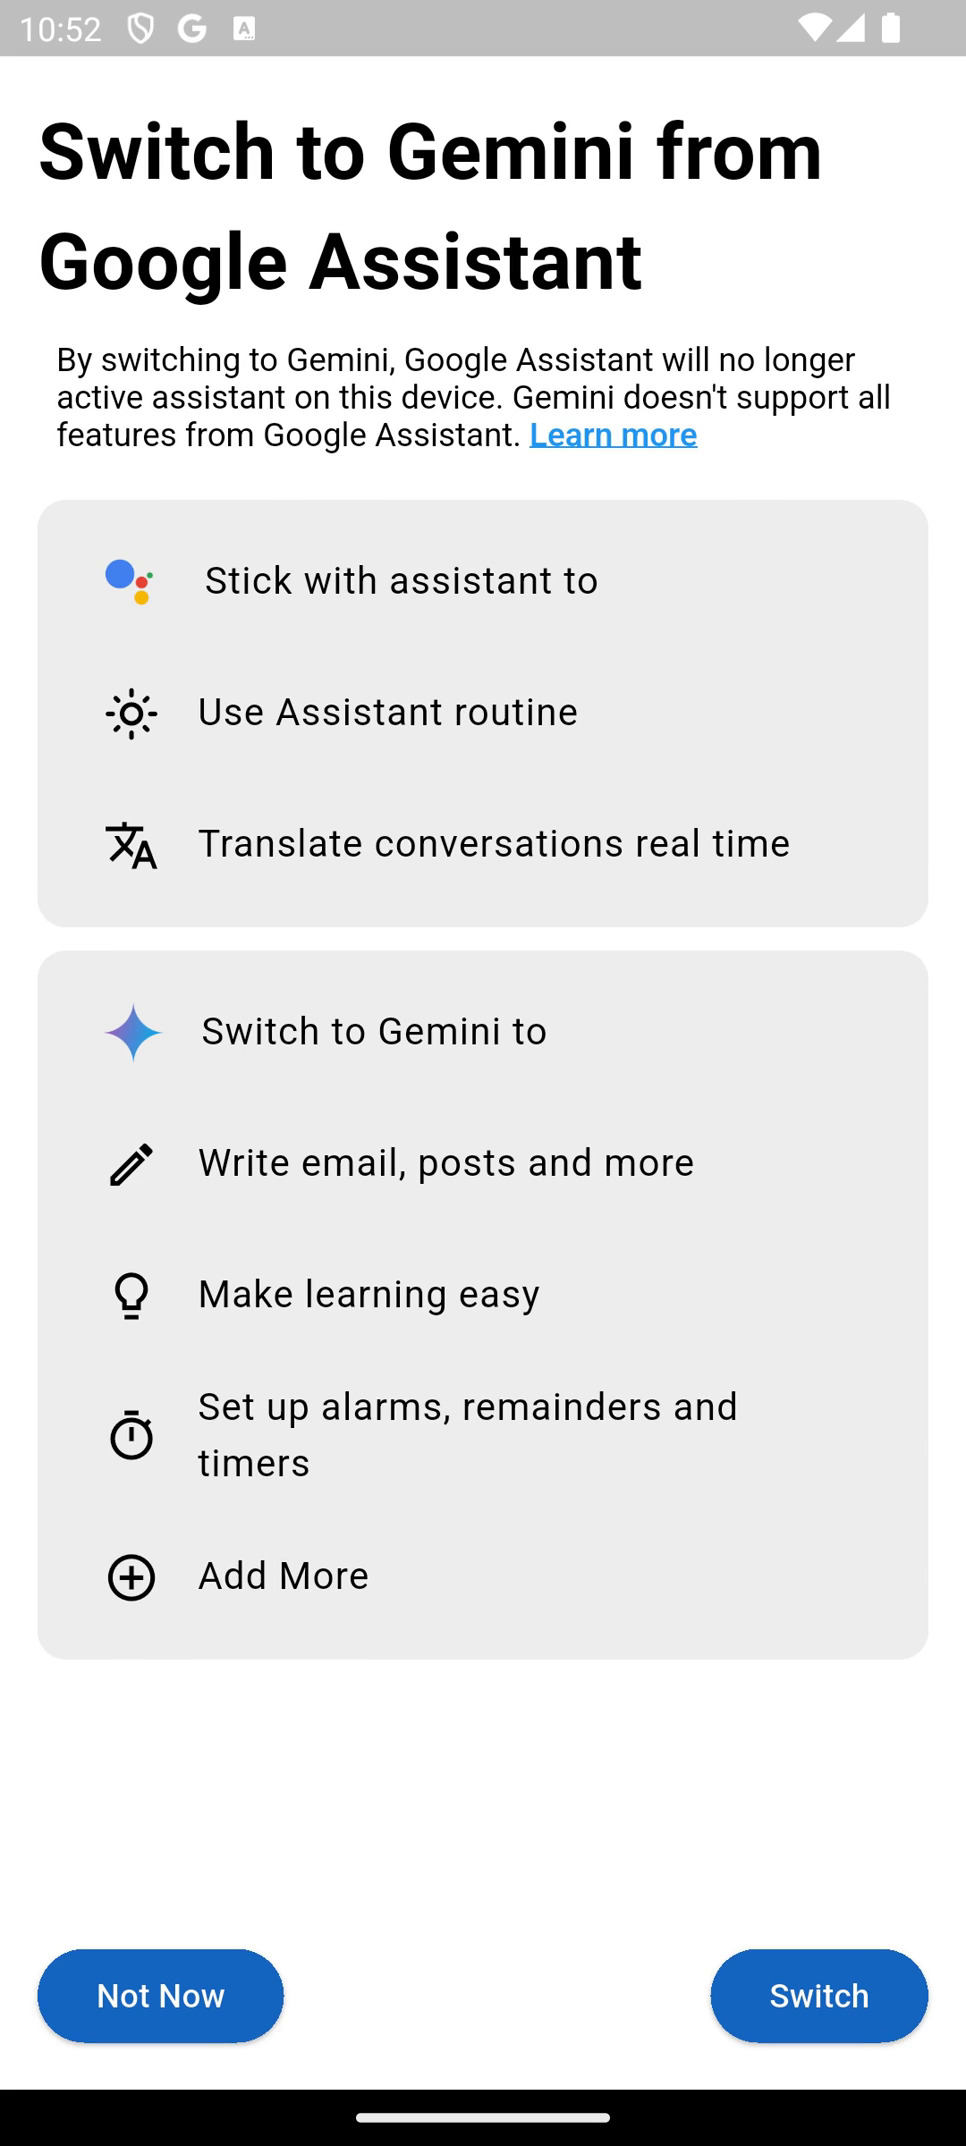 10:52
Switch to Gemini from
Google Assistant
By switching to Gemini, Google Assistant will no longer
active assistant on this device. Gemini doesn't support all
features from Google Assistant. Learn more
Stick with assistant to
Use Assistant routine
Translate conversations real time
Switch to Gemini to
Write email, posts and more
Make learning easy
Set up alarms, remainders and
timers
Add More
Not Now
Switch